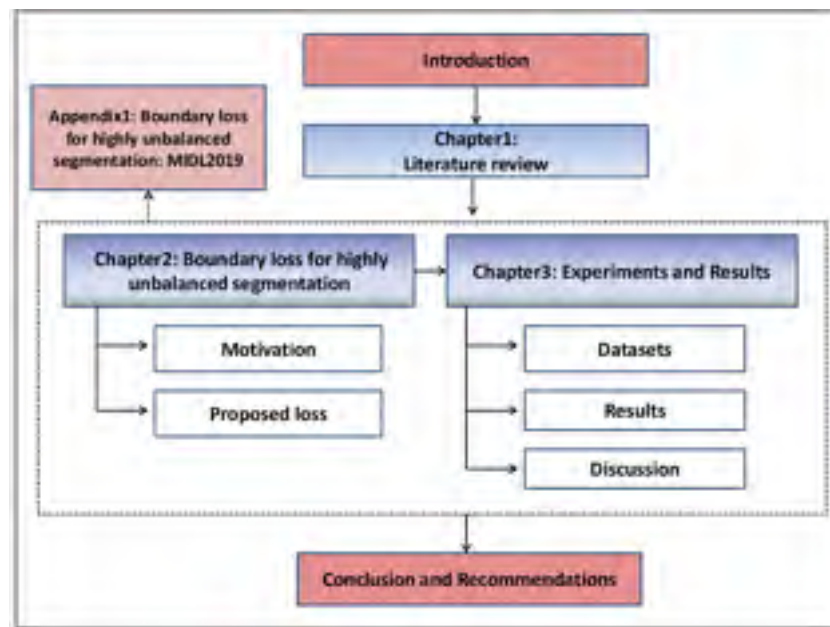 Introduction
Appendix1: Boundary loss
for highly unbalanced
segmentation: MIDL2019
Chapter1:
Literature review
Chapter2: Boundary loss for highly
unbalanced segmentation
Chapter3: Experiments and Results
Motivation
Proposed loss
Datasets
Results
Discussion
Conclusion and Recommendations